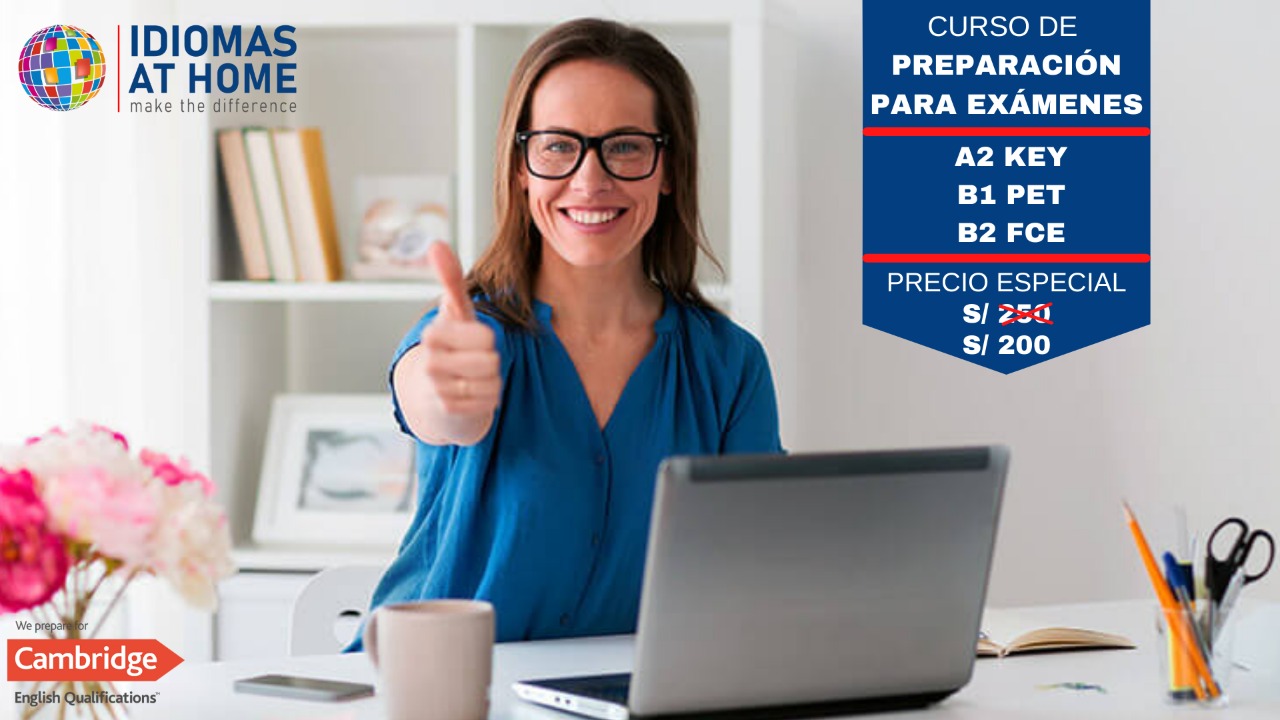 IDIOMAS
AT HOME
make the difference
CURSO DE
PREPARACIÓN
PARA EXÁMENES
A2 KEY
B1 PET
B2 FCE
PRECIO ESPECIAL
S/ 250
S/ 200
We prepare for
Cambridge
English Qualifications™